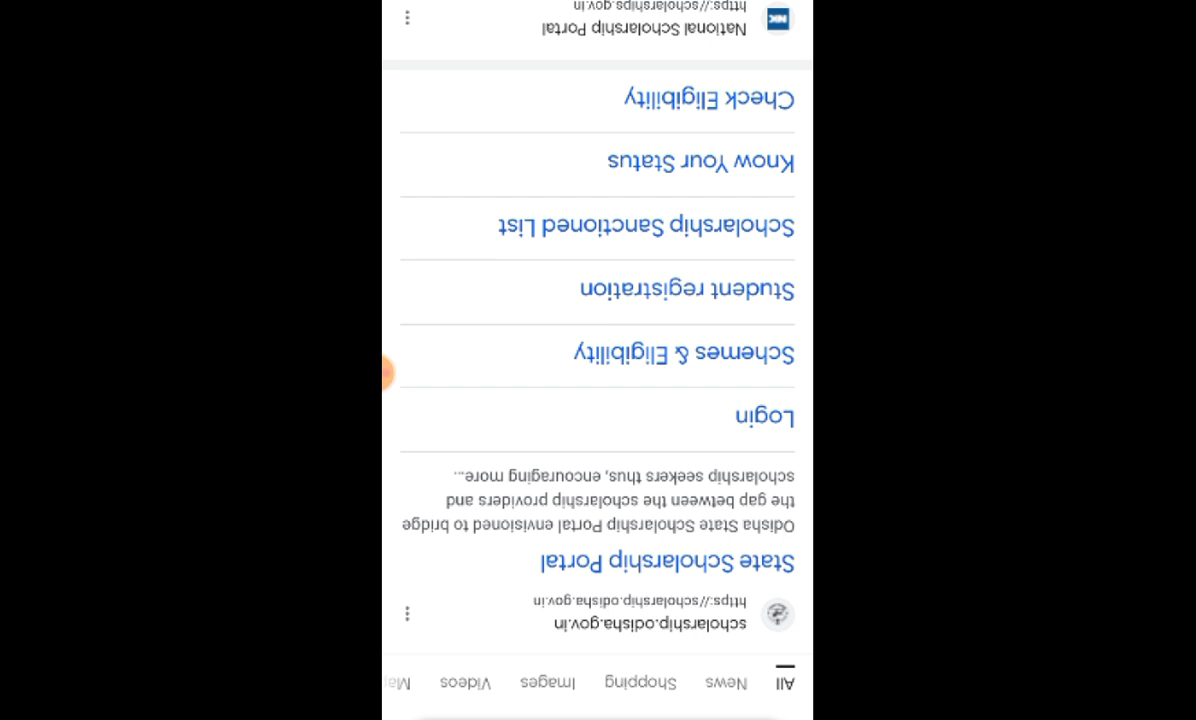 All News Shopping Images Videos Ma
scholarship.odisha.gov.in
https://scholarship.odisha.gov.in
State Scholarship Portal
Odisha State Scholarship Portal envisioned to bridge
the gap between the scholarship providers and
scholarship seekers thus, encouraging more...
Login
Schemes & Eligibility
Student registration
Scholarship Sanctioned List
Know Your Status
Check Eligibility
National Scholarship Portal
https://scholarships.gov.in